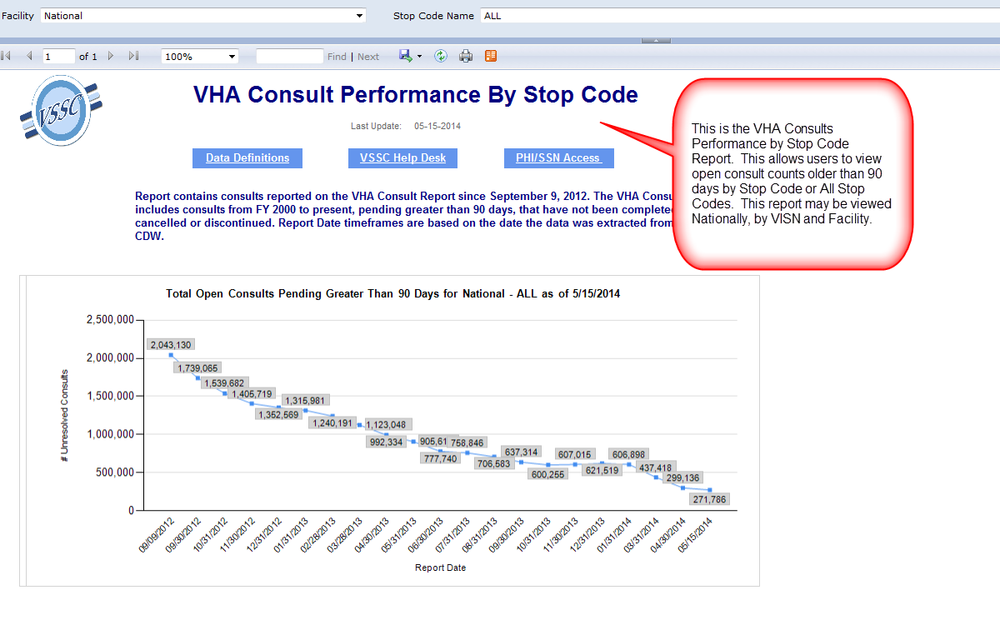 Facility National Stop Code Name ALL
1 of 1 100% Find | Next
VSSC
VHA Consult Performance By Stop Code
Last Update: 05-15-2014
Data Definitions VSSC Help Desk PHI/SSN Access
Report contains consults reported on the VHA Consult Report since September 9, 2012. The VHA Consu
includes consults from FY 2000 to present, pending greater than 90 days, that have not been complete
cancelled or discontinued. Report Date timeframes are based on the date the data was extracted from
CDW.
This is the VHA Consults
Performance by Stop Code
Report. This allows users to view
open consult counts older than 90
days by Stop Code or All Stop
Codes. This report may be viewed
Nationally, by VISN and Facility.
Total Open Consults Pending Greater Than 90 Days for National - ALL as of 5/15/2014
# Unresolved Consults
2,500,000
2,000,000
1,500,000
1,000,000
500,000
0
2,043,130
1,739,065
1,539,682
1,405,719
1,352,569
1,315,981
1,240,191
1,123,048
992,334
905,61
777,740
758,846
706,583
637,314
600,255
607,015
621,519
606,898
437,418
299,136
271,786
09/09/2012
09/30/2012
10/31/2012
11/30/2012
12/31/2012
01/31/2013
02/28/2013
03/28/2013
04/30/2013
05/31/2013
06/30/2013
07/31/2013
08/31/2013
09/30/2013
10/31/2013
11/30/2013
12/31/2013
01/31/2014
03/31/2014
04/30/2014
05/15/2014
Report Date